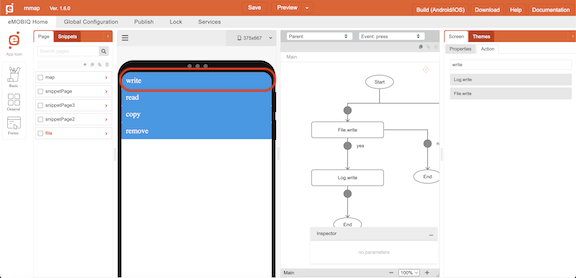 mmap Ver. 1.6.0 Save Preview Build (Android/iOS) Download Help Documentation
eMOBIQ Home Global Configuration Publish Lock Services
App Icon
Basic
General
Forms
Page Snippets
Search pages
map
snippetPage
snippetPage3
snippetPage2
file
375x667
write
read
copy
remove
Parent
Event: press
Main
Start
File.write
yes
n
Log write
End
End
Inspector
no parameters
Main
100%
Screen Themes
Properties Action
write
Log.write
File.write